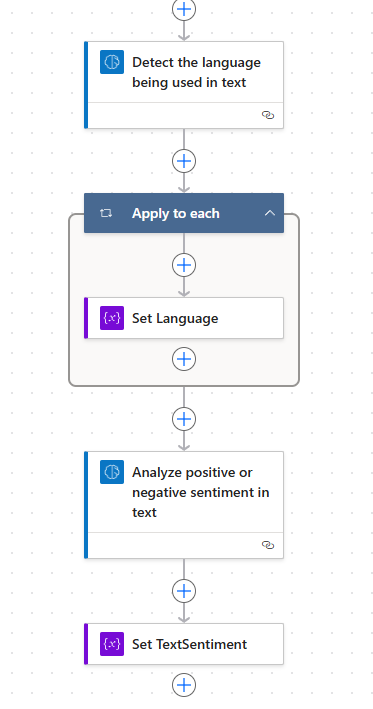 Detect the language
being used in text
Apply to each
{x} Set Language
Analyze positive or
negative sentiment in
text
{x} Set TextSentiment